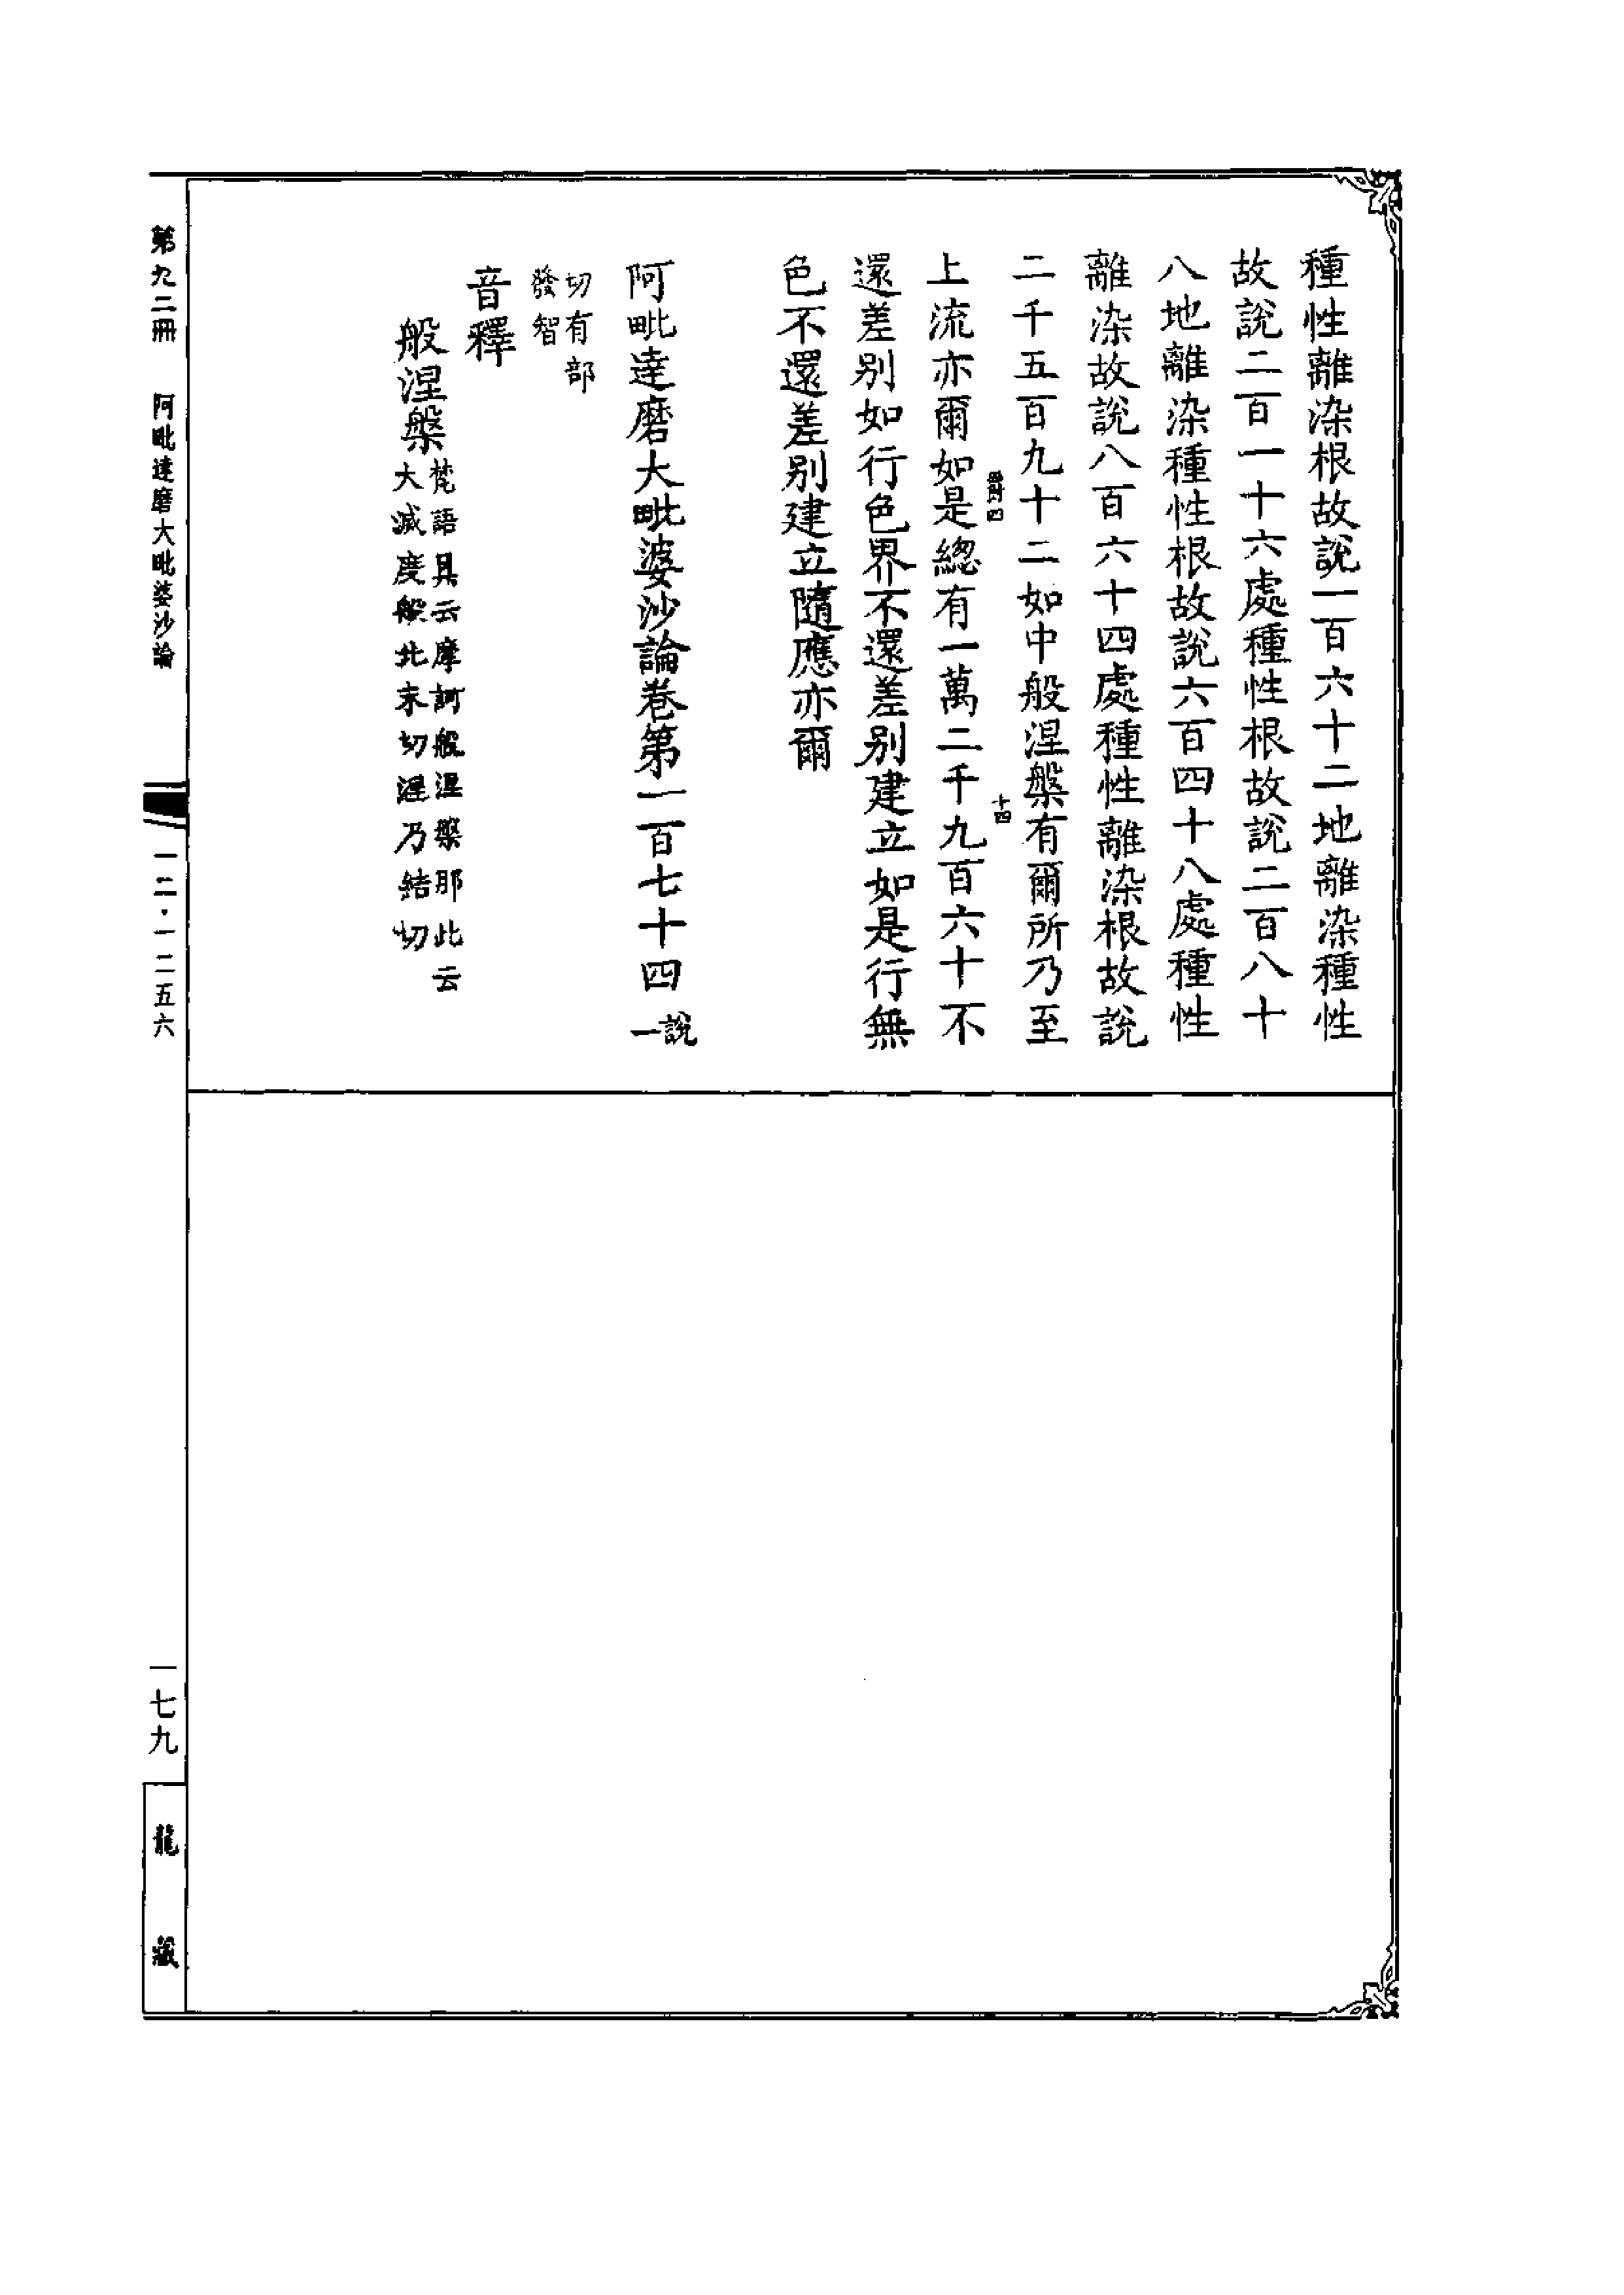 種性離染根故說一百六十二地離染種性
故說二百一十六處種性根故說二百八十
八地離染種性根故說六百四十八處種性
離染故說八百六十四處種性離染根故說
二千五百九十二如中般涅槃有爾所乃至
十四
上流亦爾如是總有一萬二千九百六十不
還差別如行色界不還差別建立如是行無
色不還差別建立隨應亦爾
阿毗達磨大毗婆沙論卷第一百七十四說一
切有部
發智
音釋
般涅槃梵語具云摩訶般涅槃那此云
大滅度般北末切涅乃結切
第九二冊 阿毗達磨大毗婆沙論 一二·一二五六 一七九 龍藏